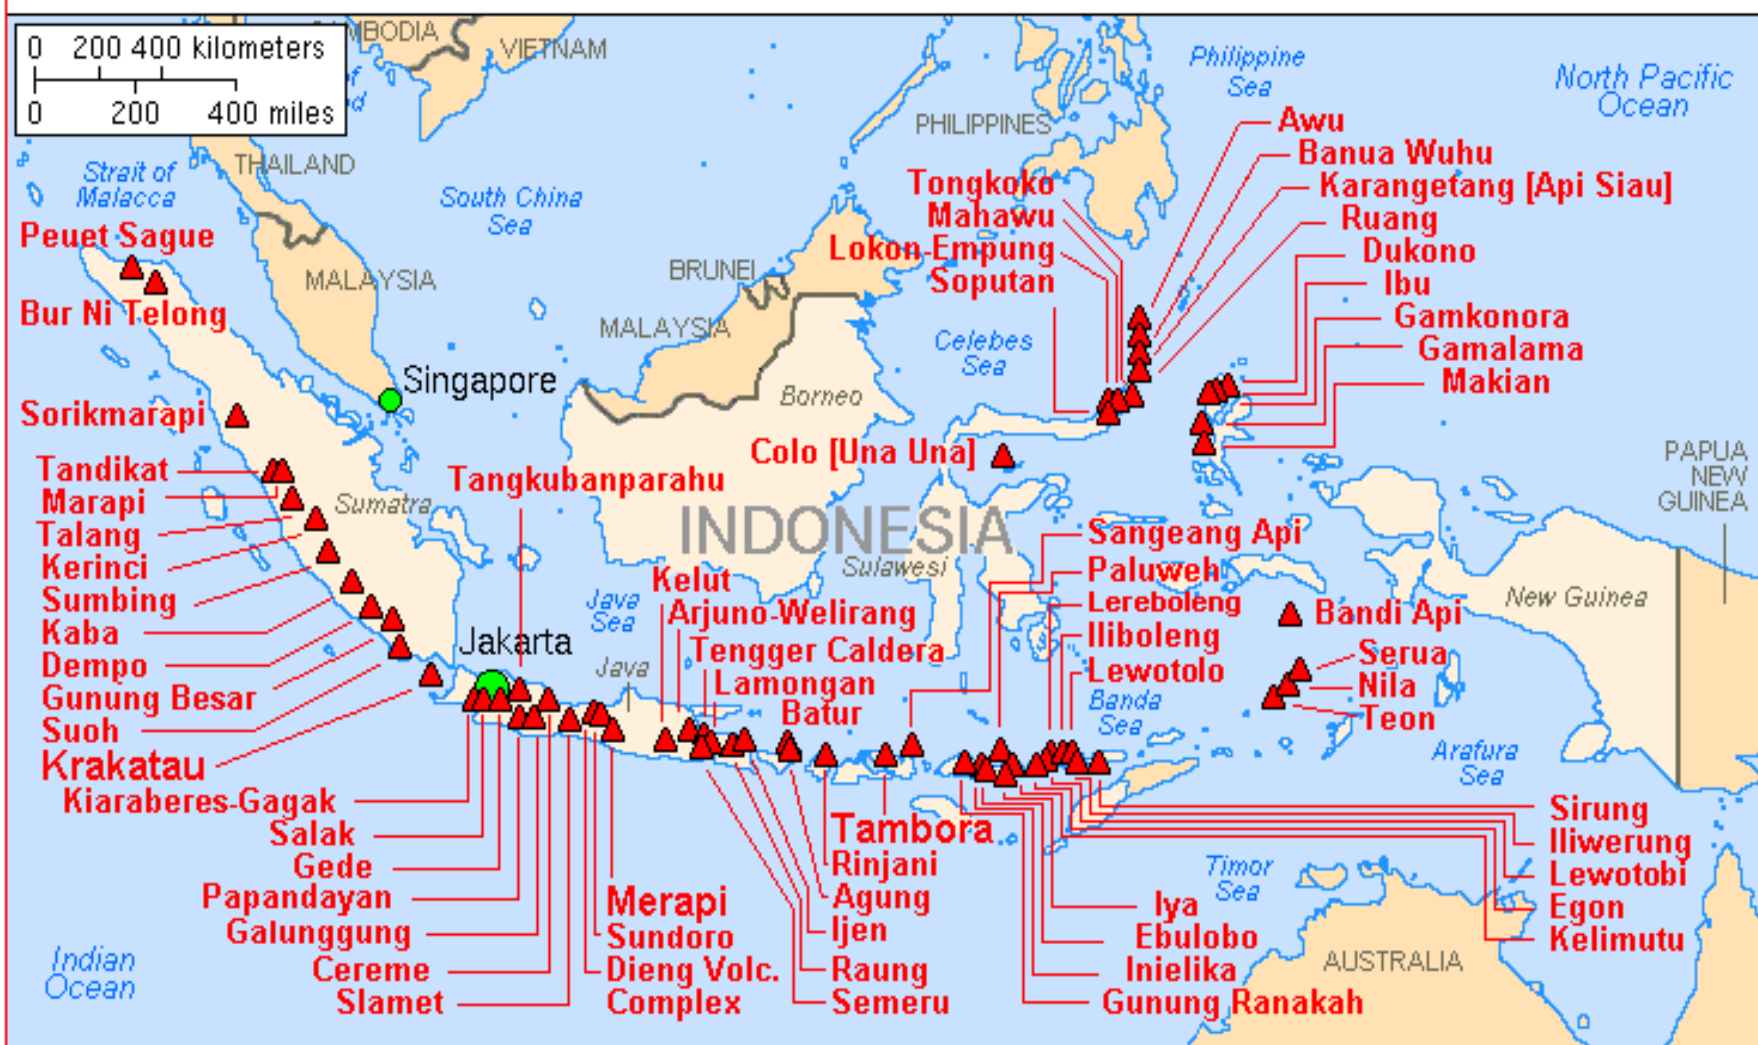 0 200 400 kilometers
0 200 400 miles
MBODIA
VIETNAM
of
d
THAILAND
Strait of
Malacca
South China
Sea
Philippine
Sea
North Pacific
Ocean
PHILIPPINES
Awu
Banua Wuhu
Karangetang [Api Siau]
Ruang
Dukono
Ibu
Gamkonora
Gamalama
Makian
Tongkoko
Mahawu
Lokon-Empung
Soputan
Peuet Sague
Bur Ni Telong
MALAYSIA
BRUNEI
MALAYSIA
Celebes
Sea
Singapore
Borneo
Sorikmarapi
Colo [Una Una]
PAPUA
NEW
GUINEA
Tandikat
Marapi
Talang
Kerinci
Sumbing
Kaba
Dempo
Gunung Besar
Suoh
Krakatau
Sumatra
Tangkubanparahu
INDONESIA
Sulawesi
Sangeang Api
Paluweh
Lereboleng
Iliboleng
Lewotolo
Kelut
Arjuno-Welirang
Tengger Caldera
Lamongan
Batur
Java
Sea
Jakarta
Java
New Guinea
Bandi Api
Serua
Nila
Teon
Banda
Sea
Arafura
Sea
Kiaraberes-Gagak
Salak
Gede
Papandayan
Galunggung
Cereme
Slamet
Merapi
Sundoro
Dieng Volc.
Complex
Tambora
Rinjani
Agung
Ijen
Raung
Semeru
Iya
Ebulobo
Inielika
Gunung Ranakah
Sirung
Iliwerung
Lewotobi
Egon
Kelimutu
Timor
Sea
AUSTRALIA
Indian
Ocean